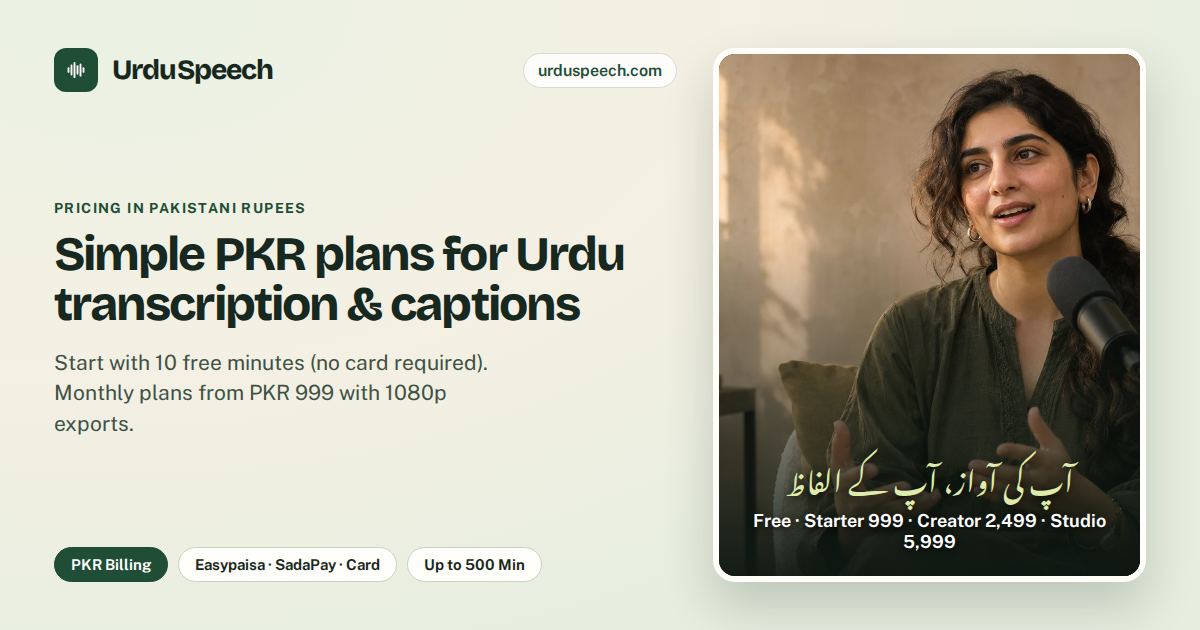 UrduSpeech
urduspeech.com
PRICING IN PAKISTANI RUPEES
Simple PKR plans for Urdu
transcription & captions
Start with 10 free minutes (no card required).
Monthly plans from PKR 999 with 1080p
exports.
PKR Billing
Easypaisa · SadaPay · Card
Up to 500 Min
آپ کی آواز، آپ کے الفاظ
Free · Starter 999 · Creator 2,499 · Studio
5,999